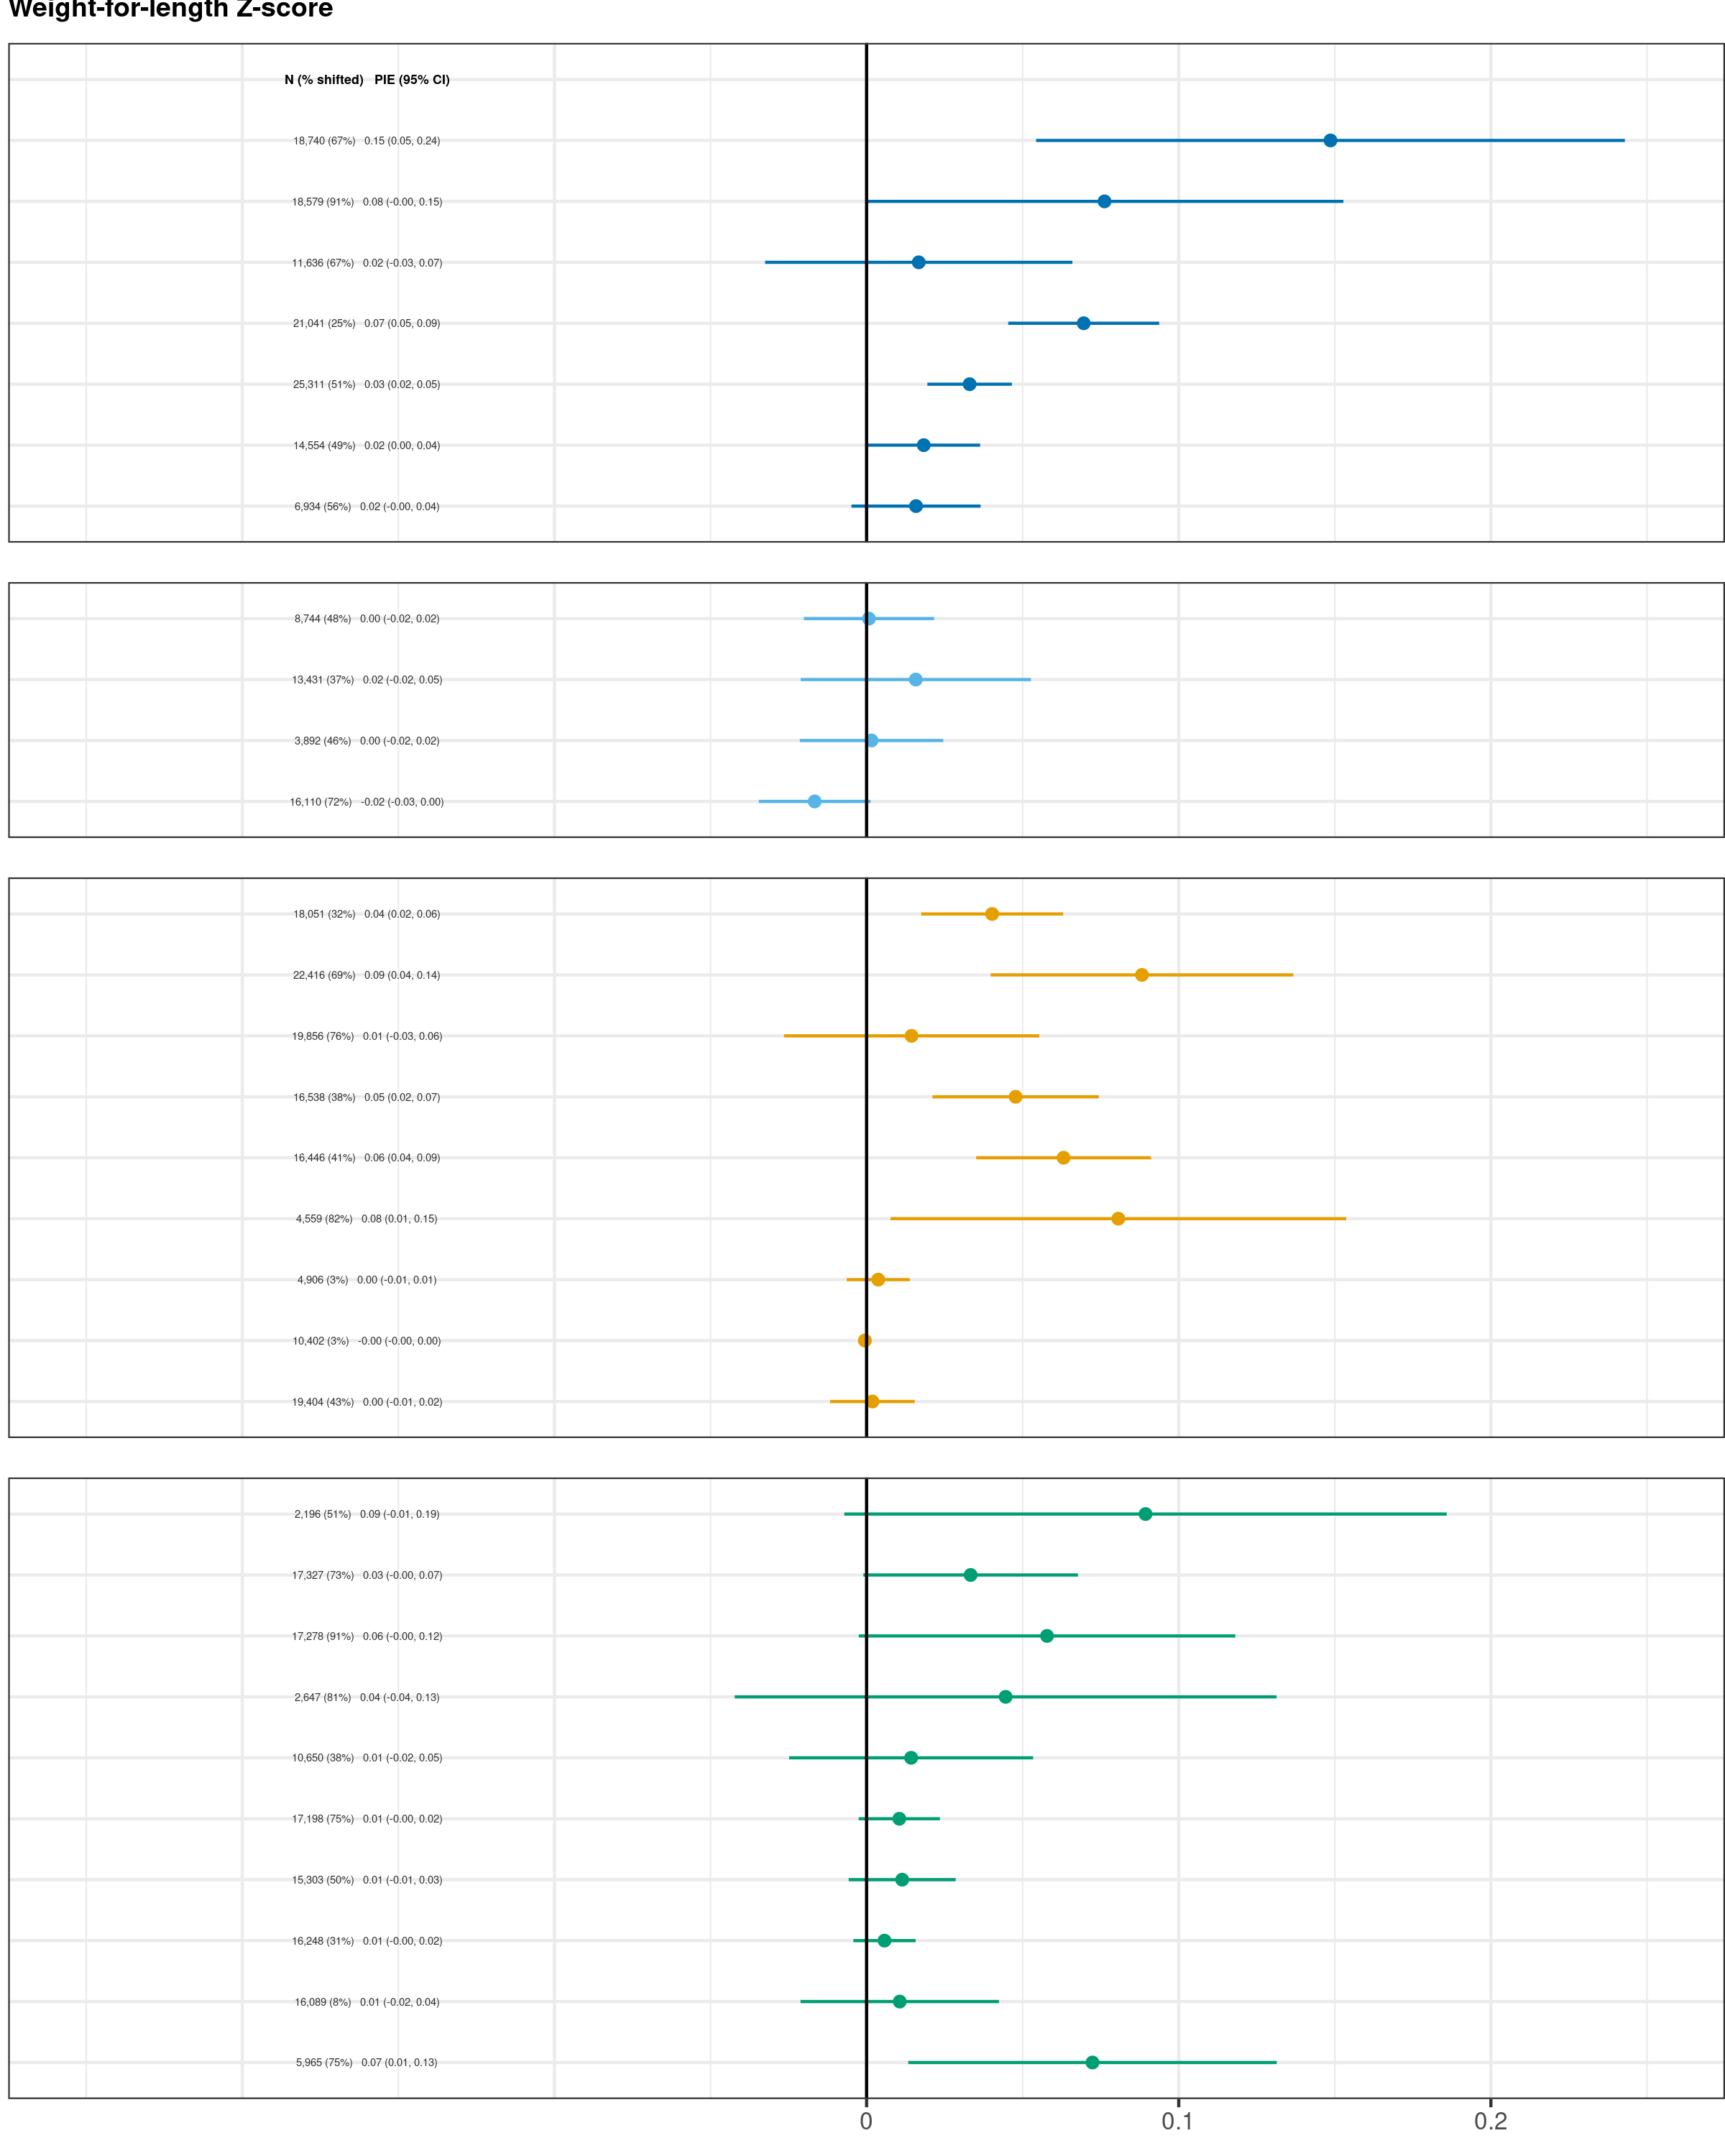 Weight-for-length Z-score
N (% shifted) PIE (95% CI)
18,740 (67%) 0.15 (0.05, 0.24)
18,579 (91%) 0.08 (-0.00, 0.15)
11,636 (67%) 0.02 (-0.03, 0.07)
21,041 (25%) 0.07 (0.05, 0.09)
25,311 (51%) 0.03 (0.02, 0.05)
14,554 (49%) 0.02 (0.00, 0.04)
6,934 (56%) 0.02 (-0.00, 0.04)
8,744 (48%) 0.00 (-0.02, 0.02)
13,431 (37%) 0.02 (-0.02, 0.05)
3,892 (46%) 0.00 (-0.02, 0.02)
16,110 (72%) -0.02 (-0.03, 0.00)
18,051 (32%) 0.04 (0.02, 0.06)
22,416 (69%) 0.09 (0.04, 0.14)
19,856 (76%) 0.01 (-0.03, 0.06)
16,538 (38%) 0.05 (0.02, 0.07)
16,446 (41%) 0.06 (0.04, 0.09)
4,559 (82%) 0.08 (0.01, 0.15)
4,906 (3%) 0.00 (-0.01, 0.01)
10,402 (3%) -0.00 (-0.00, 0.00)
19,404 (43%) 0.00 (-0.01, 0.02)
2,196 (51%) 0.09 (-0.01, 0.19)
17,327 (73%) 0.03 (-0.00, 0.07)
17,278 (91%) 0.06 (-0.00, 0.12)
2,647 (81%) 0.04 (-0.04, 0.13)
10,650 (38%) 0.01 (-0.02, 0.05)
17,198 (75%) 0.01 (-0.00, 0.02)
15,303 (50%) 0.01 (-0.01, 0.03)
16,248 (31%) 0.01 (-0.00, 0.02)
16,089 (8%) 0.01 (-0.02, 0.04)
5,965 (75%) 0.07 (0.01, 0.13)
0 0.1 0.2